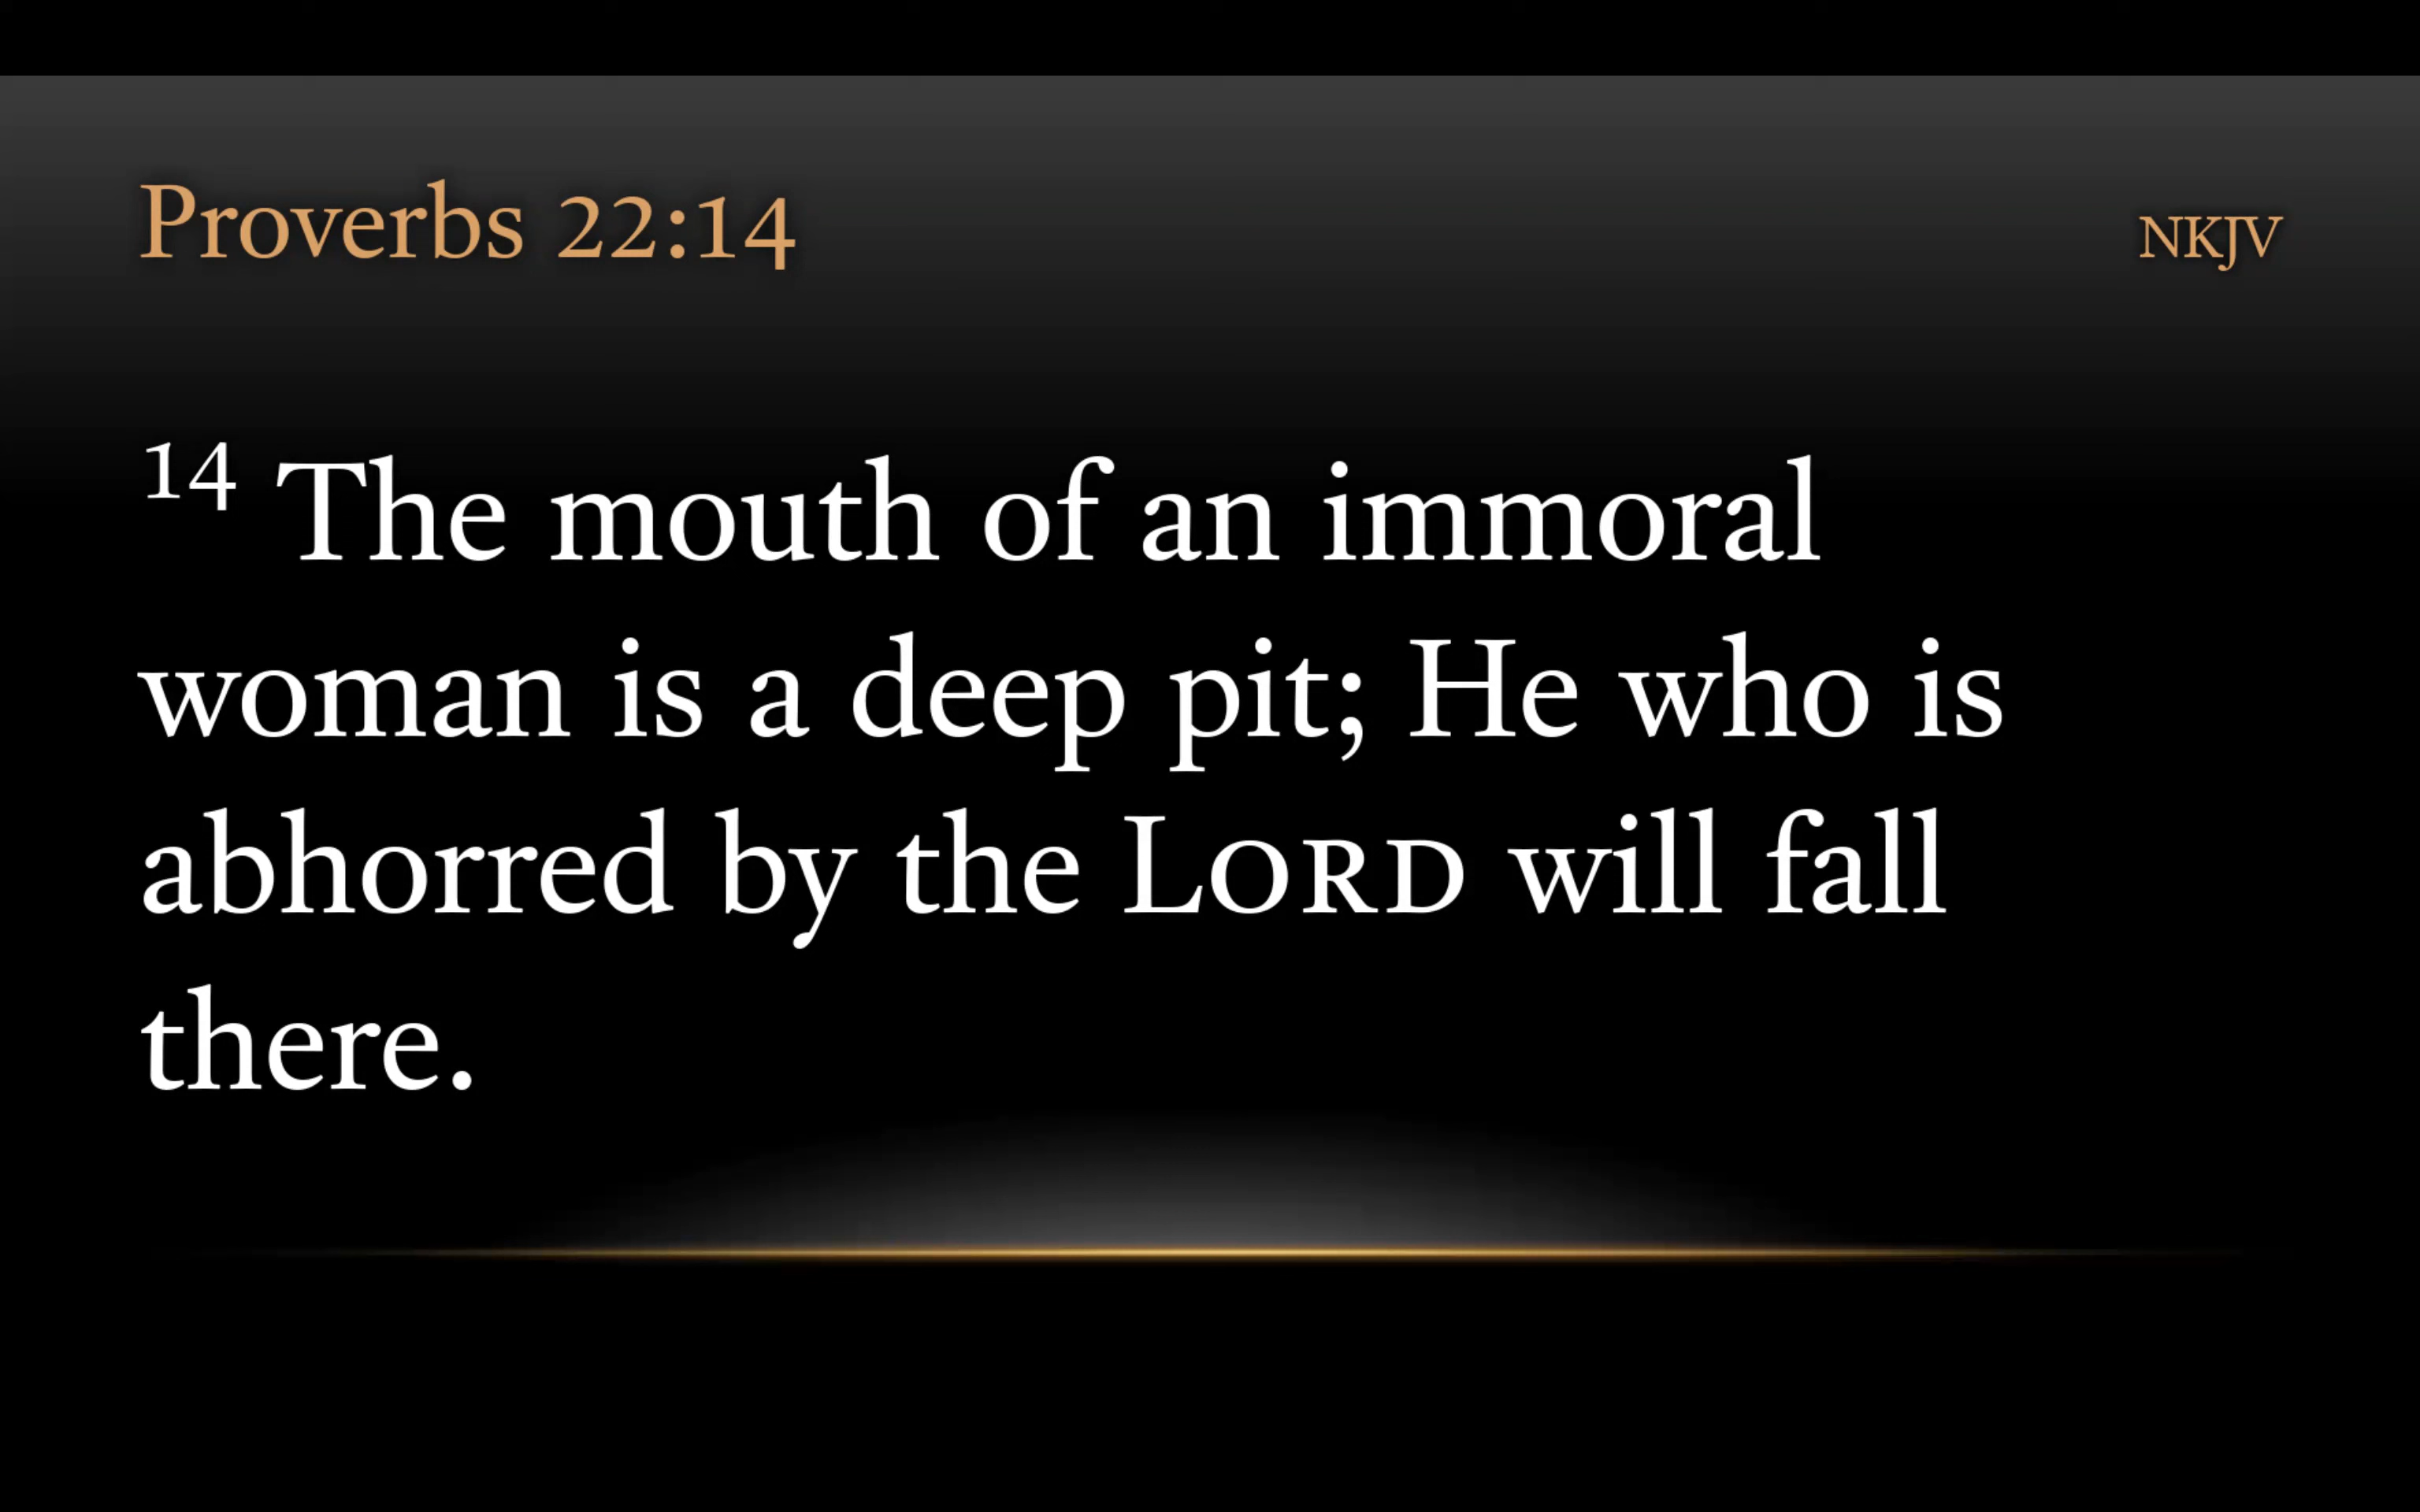 Proverbs 22:14
NKJV
14 The mouth of an immoral
woman is a deep pit; He who is
abhorred by the LORD will fall
there.